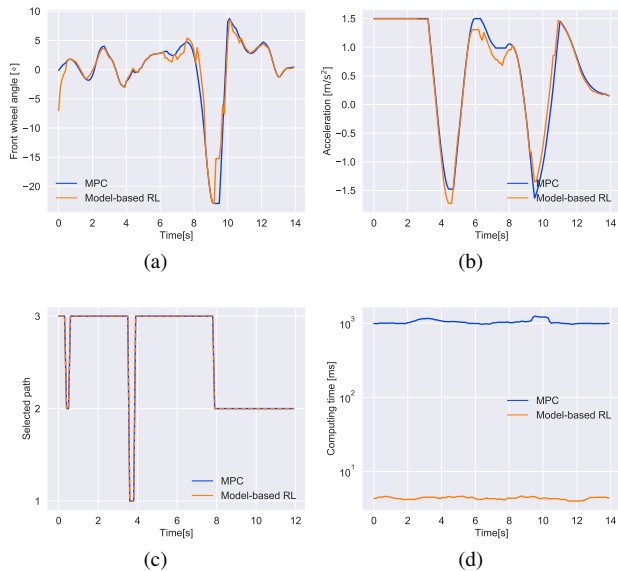 10
5
0
−5
−10
−15
−20
Front wheel angle [∘]
MPC
Model-based RL
0 2 4 6 8 10 12 14
Time[s]
(a)
1.5
1.0
0.5
0.0
−0.5
−1.0
−1.5
Acceleration [m/s²]
MPC
Model-based RL
0 2 4 6 8 10 12 14
Time[s]
(b)
3
2
1
Selected path
MPC
Model-based RL
0 2 4 6 8 10 12
Time[s]
(c)
10³
10²
10¹
Computing time [ms]
MPC
Model-based RL
0 2 4 6 8 10 12 14
Time[s]
(d)